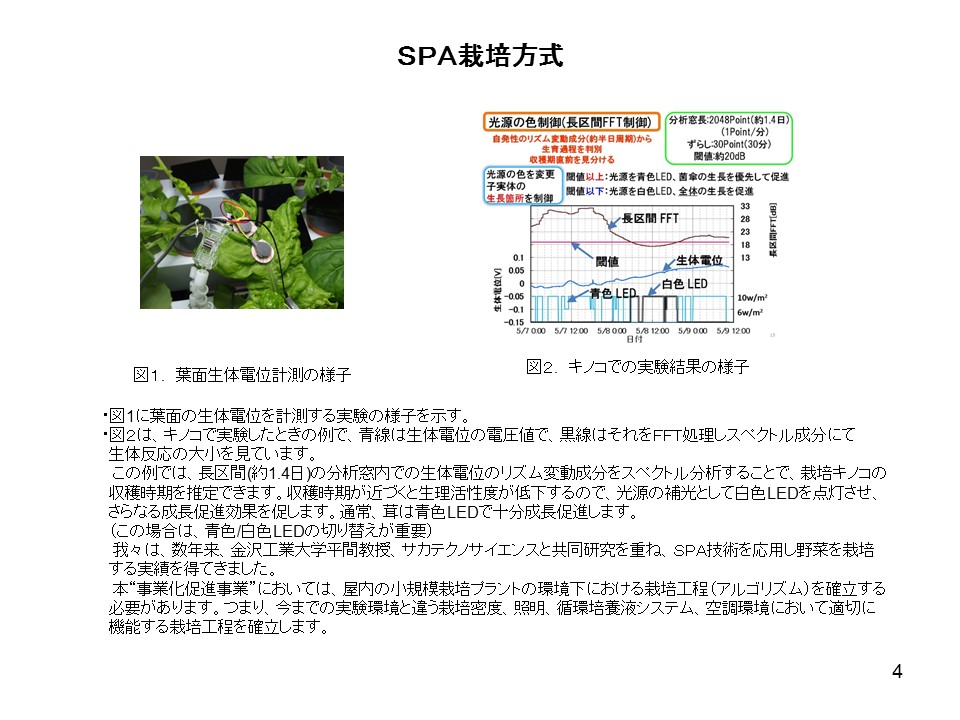 SPA栽培方式
光源の色制御(長区間FFT制御)
自発性のリズム変動成分(約半日周期)から
生育過程を判別
収穫期直前を見分ける
分析窓長:2048Point(約1.4日)
(1Point/分)
ずらし:30Point(30分)
閾値:約20dB
光源の色を変更
子実体の
生長箇所を制御
閾値以上:光源を青色LED、菌傘の生長を優先して促進
閾値以下:光源を白色LED、全体の生長を促進
長区間 FFT
閾値
生体電位
青色 LED
白色 LED
生体電位[V]
0.1
0.05
0
-0.05
-0.1
-0.15
33
28
23
18
13
長区間FFT[dB]
10w/m²
6w/m²
5/7 0:00 5/7 12:00 5/8 0:00 5/8 12:00 5/9 0:00 5/9 12:00
日付
図1. 葉面生体電位計測の様子
図2. キノコでの実験結果の様子
・図1に葉面の生体電位を計測する実験の様子を示す。
・図2は、キノコで実験したときの例で、青線は生体電位の電圧値で、黒線はそれをFFT処理しスペクトル成分にて
生体反応の大小を見ています。
この例では、長区間(約1.4日)の分析窓内での生体電位のリズム変動成分をスペクトル分析することで、栽培キノコの
収穫時期を推定できます。収穫時期が近づくと生理活性度が低下するので、光源の補光として白色LEDを点灯させ、
さらなる成長促進効果を促します。通常、茸は青色LEDで十分成長促進します。
(この場合は、青色/白色LEDの切り替えが重要)
我々は、数年来、金沢工業大学平間教授、サカテクノサイエンスと共同研究を重ね、SPA技術を応用し野菜を栽培
する実績を得てきました。
本“事業化促進事業”においては、屋内の小規模栽培プラントの環境下における栽培工程(アルゴリズム)を確立する
必要があります。つまり、今までの実験環境と違う栽培密度、照明、循環培養液システム、空調環境において適切に
機能する栽培工程を確立します。
4